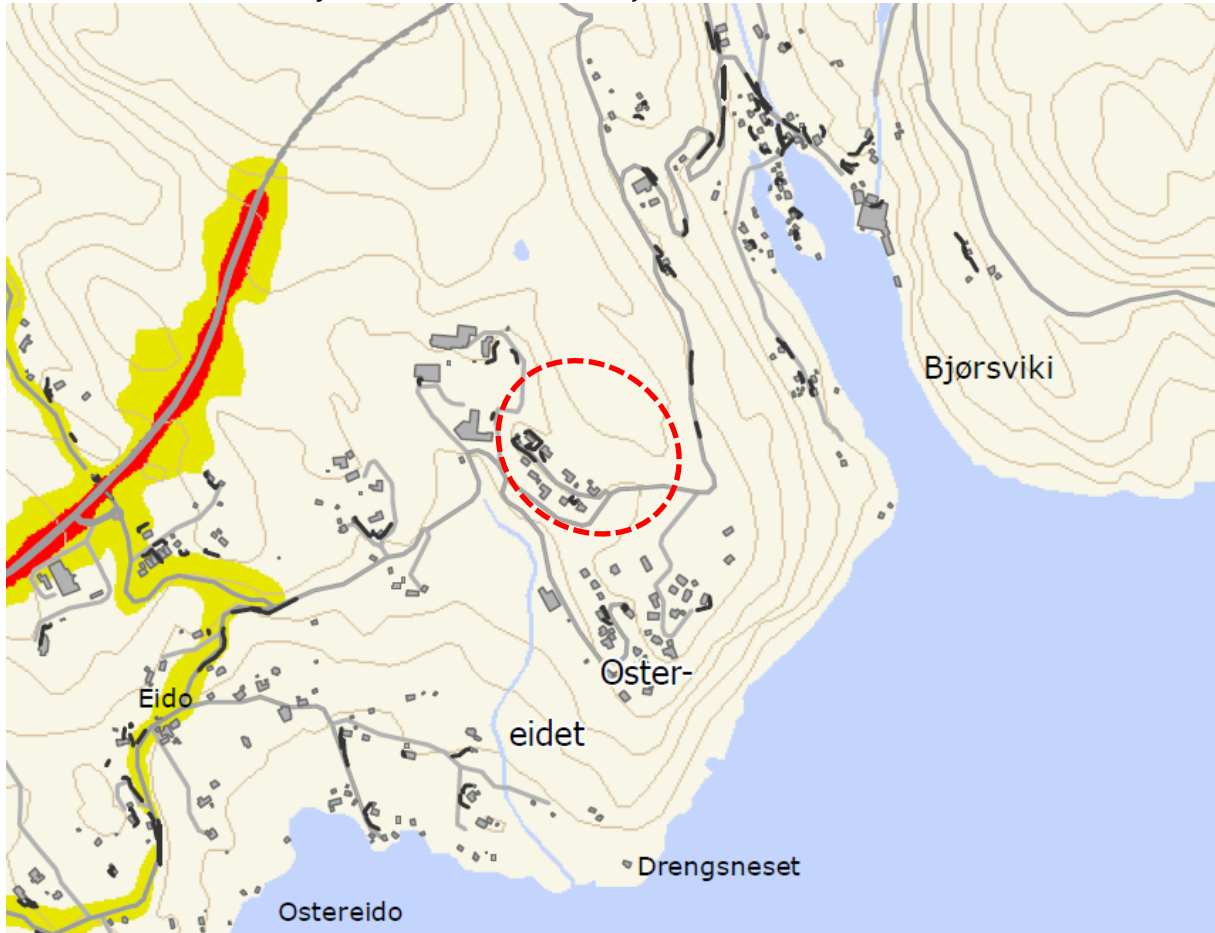 Bjørsviki
Oster-
Eido
eidet
Drengsneset
Ostereido